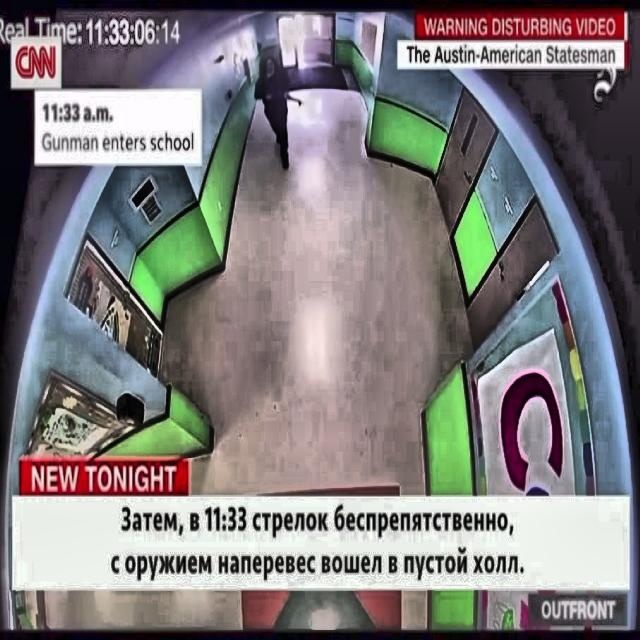 Real Time: 11:33:06:14
WARNING DISTURBING VIDEO
The Austin-American Statesman
CNN
11:33 a.m.
Gunman enters school
C
NEW TONIGHT
Затем, в 11:33 стрелок беспрепятственно,
с оружием наперевес вошел в пустой холл.
OUTFRONT